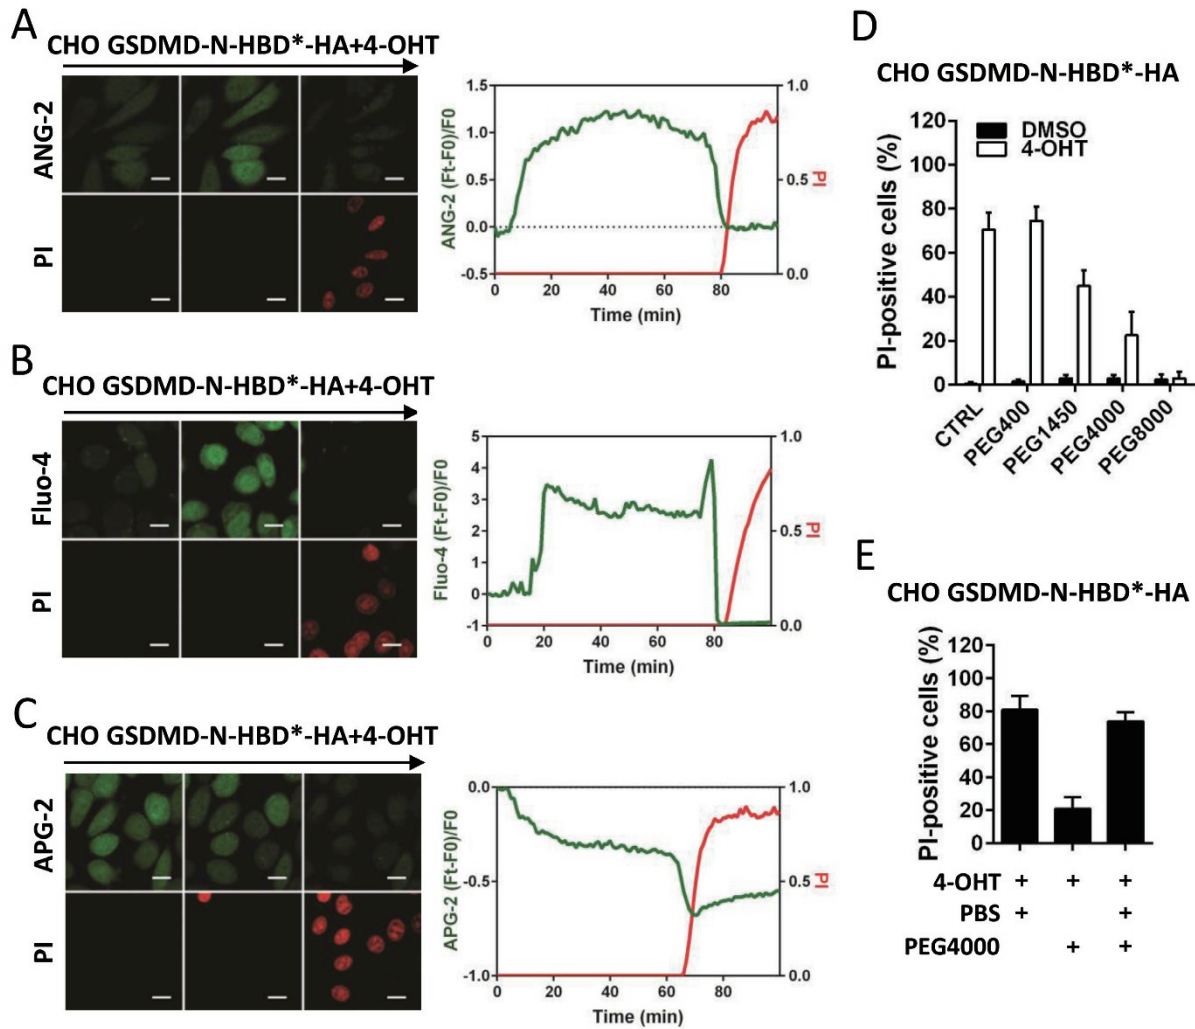 A
CHO GSDMD-N-HBD*-HA+4-OHT
ANG-2
PI
ANG-2 (Ft-F0)/F0
1.5
1.0
0.5
0.0
-0.5
1.0
0.5
0.0
PI
0 20 40 60 80
Time (min)
B
CHO GSDMD-N-HBD*-HA+4-OHT
Fluo-4
PI
Fluo-4 (Ft-F0)/F0
5
4
3
2
1
0
-1
1.0
0.5
0.0
PI
0 20 40 60 80
Time (min)
C
CHO GSDMD-N-HBD*-HA+4-OHT
APG-2
PI
APG-2 (Ft-F0)/F0
0.0
-0.5
-1.0
1.0
0.5
0.0
PI
0 20 40 60 80
Time (min)
D
CHO GSDMD-N-HBD*-HA
PI-positive cells (%)
120
100
80
60
40
20
0
DMSO
4-OHT
CTRL
PEG400
PEG1450
PEG4000
PEG8000
E
CHO GSDMD-N-HBD*-HA
PI-positive cells (%)
120
100
80
60
40
20
0
4-OHT + + +
PBS + +
PEG4000 + +